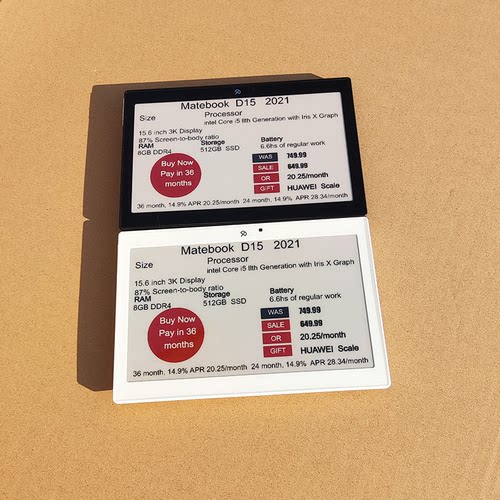 Matebook D15 2021
Size
Processor
intel Core i5 llth Generation with Iris X Graph
15.6 inch 3K Display
87% Screen-to-body ratio
RAM
8GB DDR4
Storage
512GB SSD
Battery
6.6hs of regular work
Buy Now
Pay in 36
months
WAS 749.99
SALE 649.99
OR 20.25/month
GIFT HUAWEI Scale
36 month, 14.9% APR 20.25/month 24 month, 14.9% APR 28.34/month
Matebook D15 2021
Size
Processor
intel Core i5 llth Generation with Iris X Graph
15.6 inch 3K Display
87% Screen-to-body ratio
RAM
8GB DDR4
Storage
512GB SSD
Battery
6.6hs of regular work
Buy Now
Pay in 36
months
WAS 749.99
SALE 649.99
OR 20.25/month
GIFT HUAWEI Scale
36 month, 14.9% APR 20.25/month 24 month, 14.9% APR 28.34/month